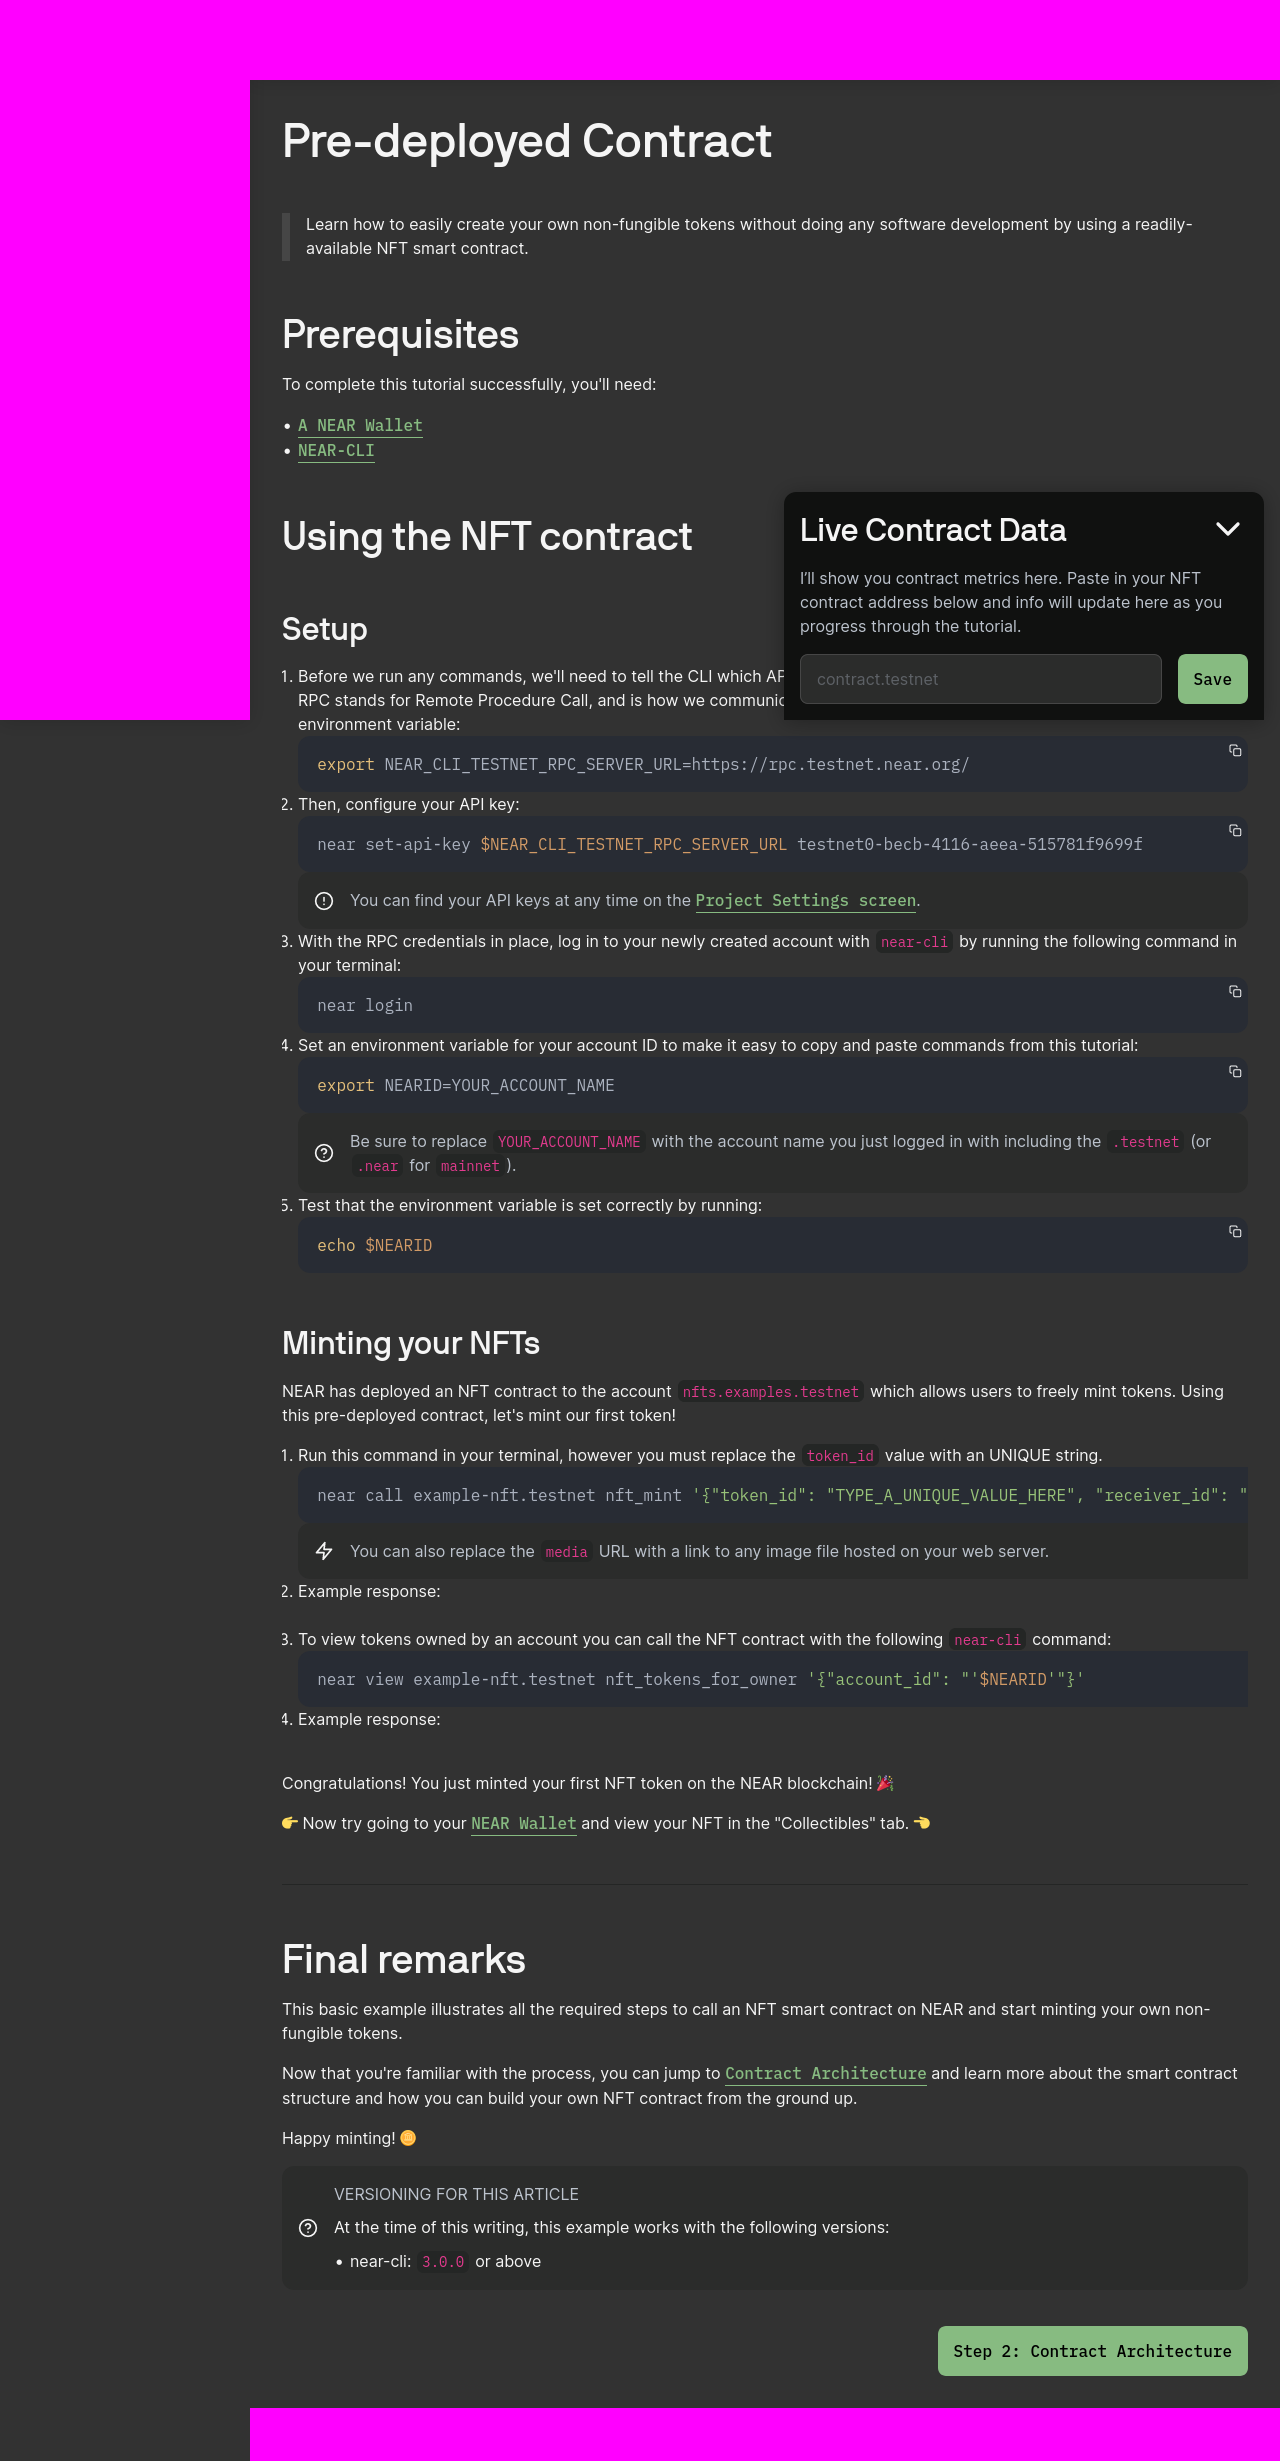 Pre-deployed Contract
Learn how to easily create your own non-fungible tokens without doing any software development by using a readily-
available NFT smart contract.
Prerequisites
To complete this tutorial successfully, you'll need:
• A NEAR Wallet
• NEAR-CLI
Using the NFT contract
Live Contract Data
I'll show you contract metrics here. Paste in your NFT
contract address below and info will update here as you
progress through the tutorial.
contract.testnet
Save
Setup
1. Before we run any commands, we'll need to tell the CLI which
RPC stands for Remote Procedure Call, and is how we
environment variable:
export NEAR_CLI_TESTNET_RPC_SERVER_URL=https://rpc.testnet.near.org/
2. Then, configure your API key:
near set-api-key $NEAR_CLI_TESTNET_RPC_SERVER_URL testnet0-becb-4116-aeea-515781f9699f
You can find your API keys at any time on the Project Settings screen.
3. With the RPC credentials in place, log in to your newly created account with near-cli by running the following command in
your terminal:
near login
4. Set an environment variable for your account ID to make it easy to copy and paste commands from this tutorial:
export NEARID=YOUR_ACCOUNT_NAME
Be sure to replace YOUR_ACCOUNT_NAME with the account name you just logged in with including the .testnet (or
.near for mainnet ).
5. Test that the environment variable is set correctly by running:
echo $NEARID
Minting your NFTs
NEAR has deployed an NFT contract to the account nfts.examples.testnet which allows users to freely mint tokens. Using
this pre-deployed contract, let's mint our first token!
1. Run this command in your terminal, however you must replace the token_id value with an UNIQUE string.
near call example-nft.testnet nft_mint '{"token_id": "TYPE_A_UNIQUE_VALUE_HERE", "receiver_id": "
You can also replace the media URL with a link to any image file hosted on your web server.
2. Example response:
3. To view tokens owned by an account you can call the NFT contract with the following near-cli command:
near view example-nft.testnet nft_tokens_for_owner '{"account_id": "'$NEARID'"}'
4. Example response:
Congratulations! You just minted your first NFT token on the NEAR blockchain! 🎉
👉 Now try going to your NEAR Wallet and view your NFT in the "Collectibles" tab. 👈
Final remarks
This basic example illustrates all the required steps to call an NFT smart contract on NEAR and start minting your own non-
fungible tokens.
Now that you're familiar with the process, you can jump to Contract Architecture and learn more about the smart contract
structure and how you can build your own NFT contract from the ground up.
Happy minting! 🪙
VERSIONING FOR THIS ARTICLE
At the time of this writing, this example works with the following versions:
• near-cli: 3.0.0 or above
Step 2: Contract Architecture